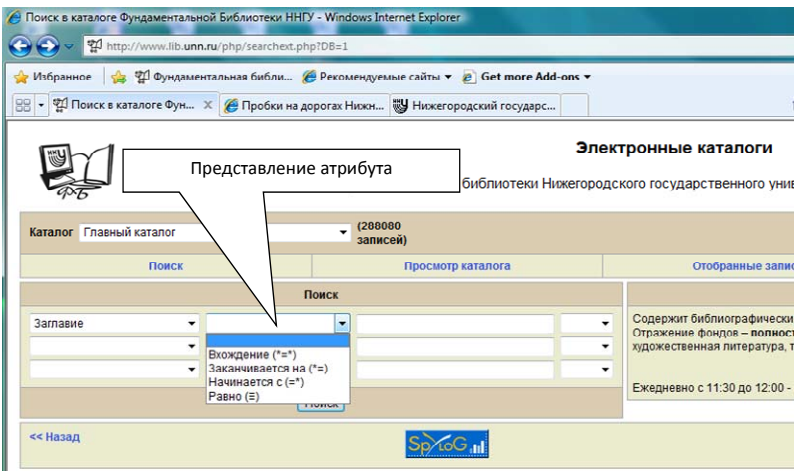 Поиск в каталоге Фундаментальной Библиотеки ННГУ - Windows Internet Explorer
http://www.lib.unn.ru/php/searchext.php?DB=1
Избранное Фундаментальная библи... Рекомендуемые сайты Get more Add-ons
Поиск в каталоге Фун... X Пробки на дорогах Нижн... Нижегородский государс...
Электронные каталоги
Представление атрибута
библиотеки Нижегородского государственного
ФБ
Каталог Главный каталог (288080
записей)
Поиск Просмотр каталога Отобранные запис
Поиск
Заглавие
Содержит библиографически
Отражение фондов – полност
художественная литература, т
Вхождение (*=*)
Заканчивается на (*=)
Начинается с (=*)
Равно (=)
Ежедневно с 11:30 до 12:00 -
Поиск
<< Назад
SpyLOG